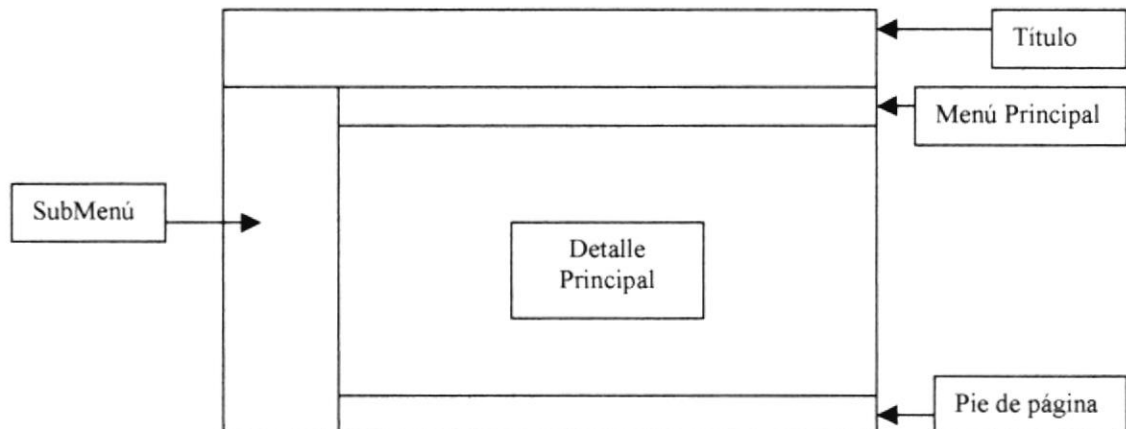 Título
Menú Principal
SubMenú
Detalle
Principal
Pie de página